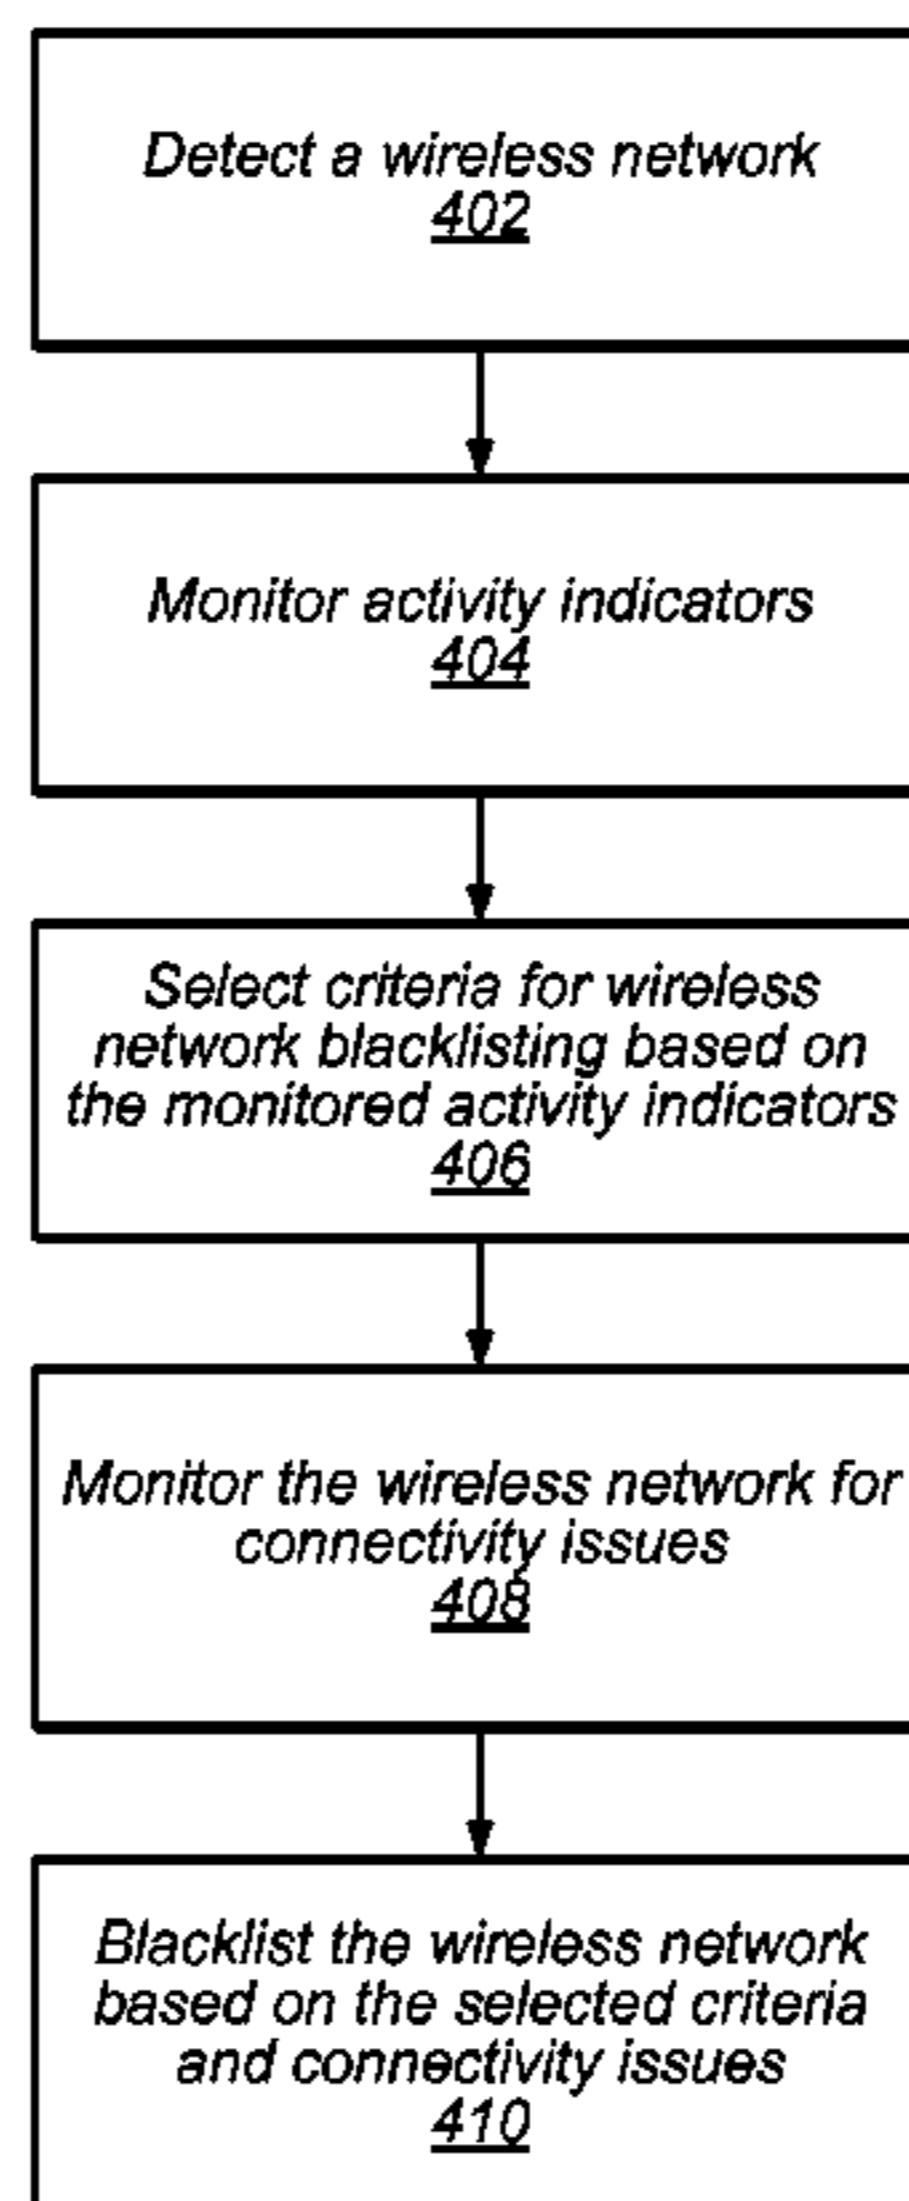 Detect a wireless network
402
Monitor activity indicators
404
Select criteria for wireless
network blacklisting based on
the monitored activity indicators
406
Monitor the wireless network for
connectivity issues
408
Blacklist the wireless network
based on the selected criteria
and connectivity issues
410